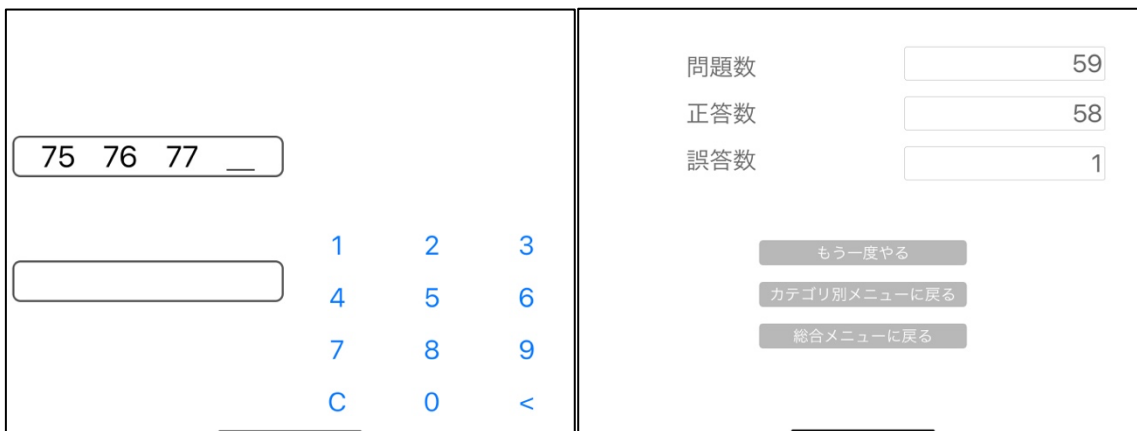 75 76 77 __
1 2 3
4 5 6
7 8 9
C 0 <
問題数 59
正答数 58
誤答数 1
もう一度やる
カテゴリ別メニューに戻る
総合メニューに戻る